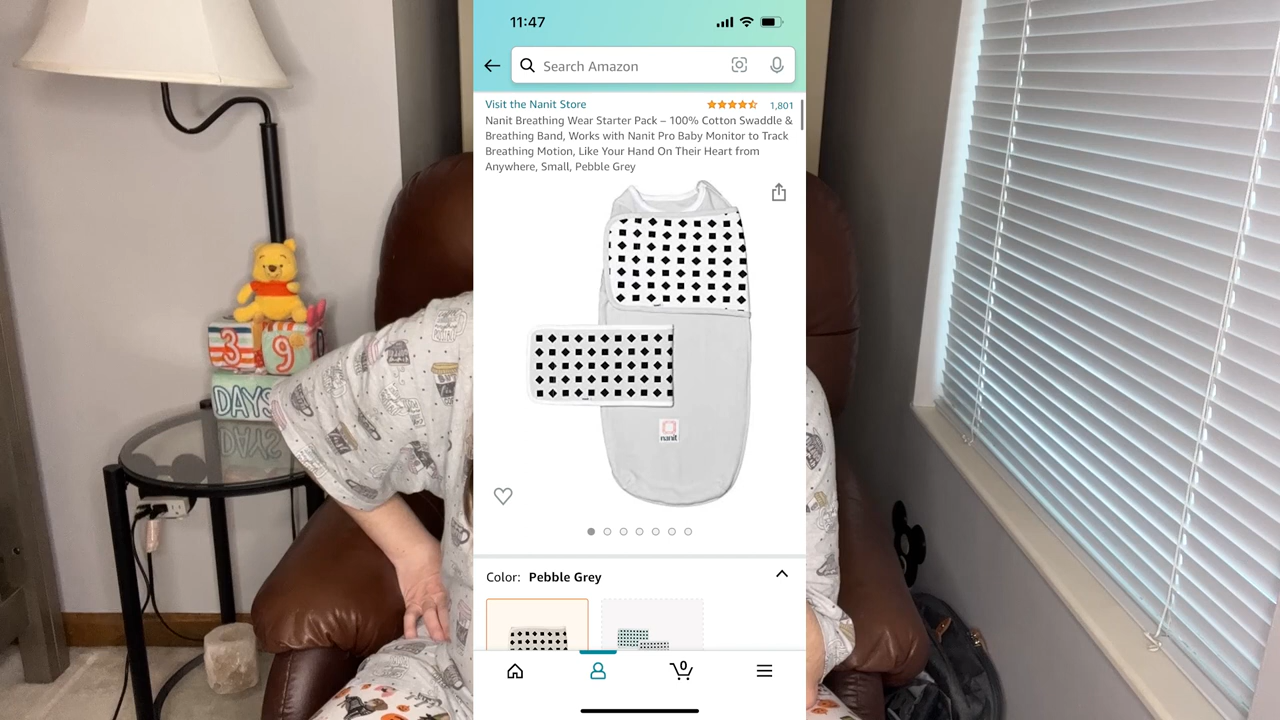 11:47
Search Amazon
Visit the Nanit Store
1,801
Nanit Breathing Wear Starter Pack – 100% Cotton Swaddle &
Breathing Band, Works with Nanit Pro Baby Monitor to Track
Breathing Motion, Like Your Hand On Their Heart from
Anywhere, Small, Pebble Grey
nanit
Color: Pebble Grey
0
3 9
DAYS